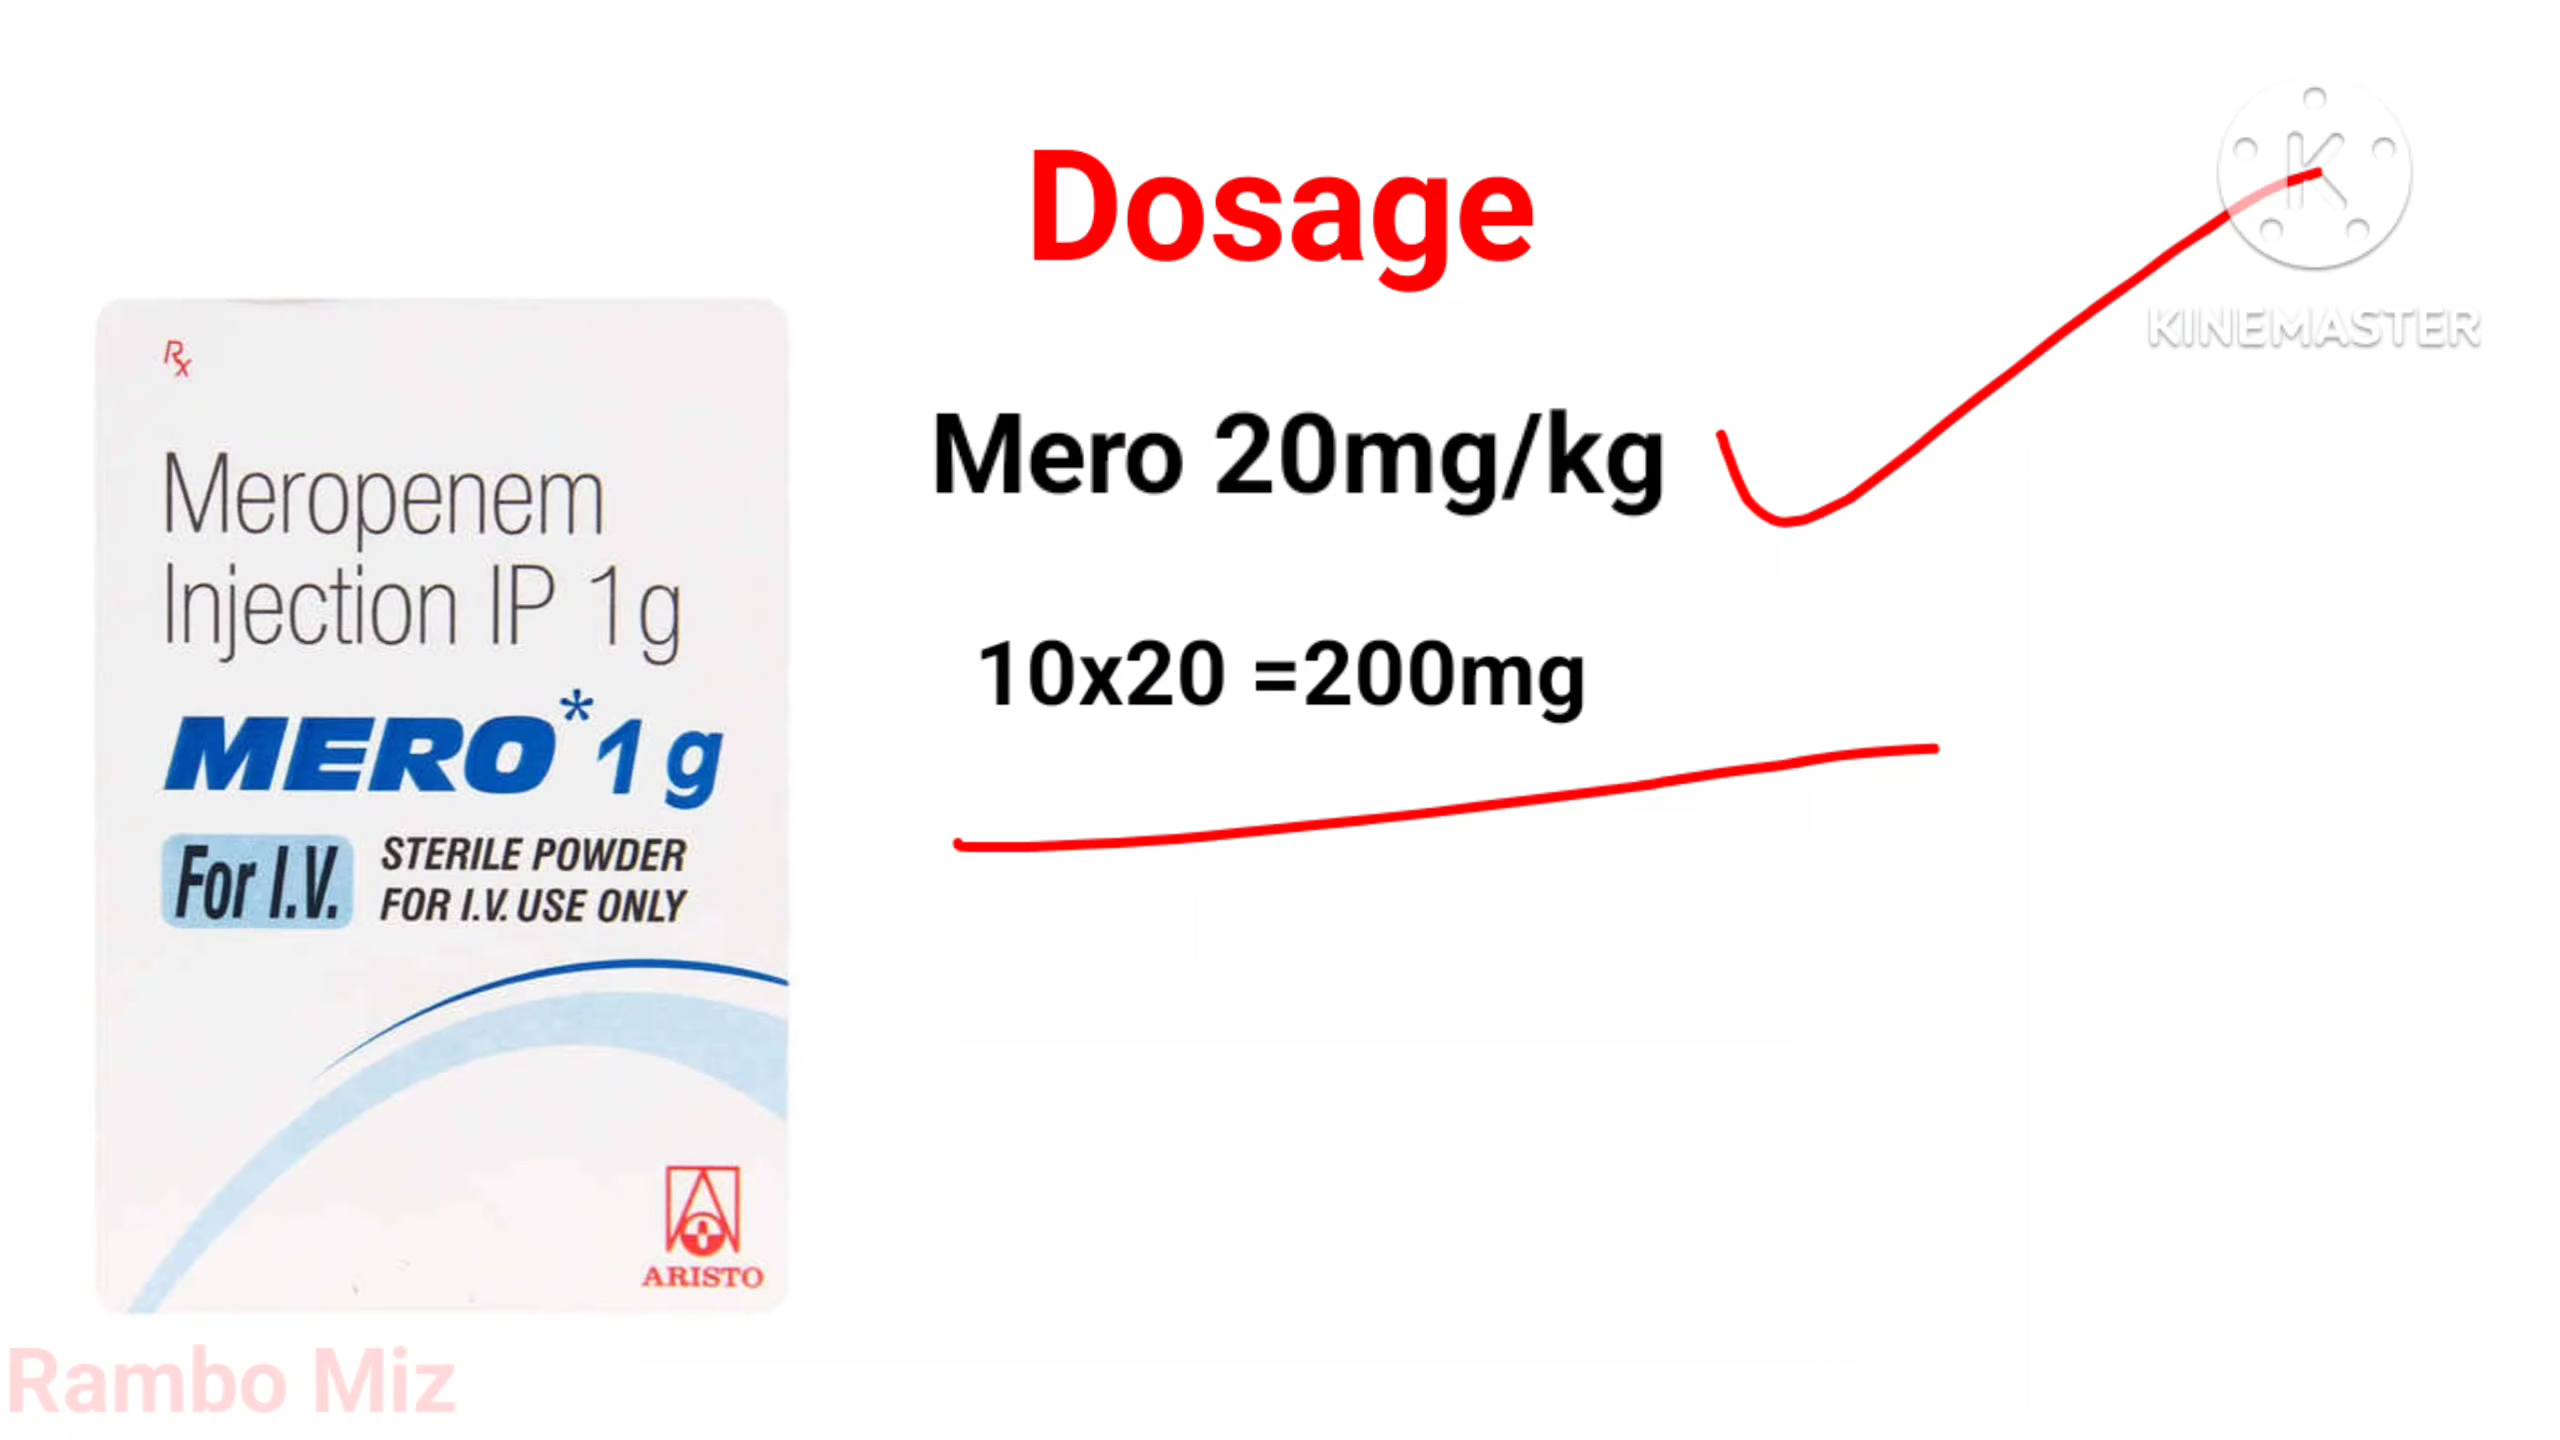 Dosage
Rx
Meropenem
Injection IP 1g
MERO* 1g
For I.V.
STERILE POWDER
FOR I.V. USE ONLY
ARISTO
Mero 20mg/kg
10x20 =200mg
K
KINEMASTER
Rambo Miz